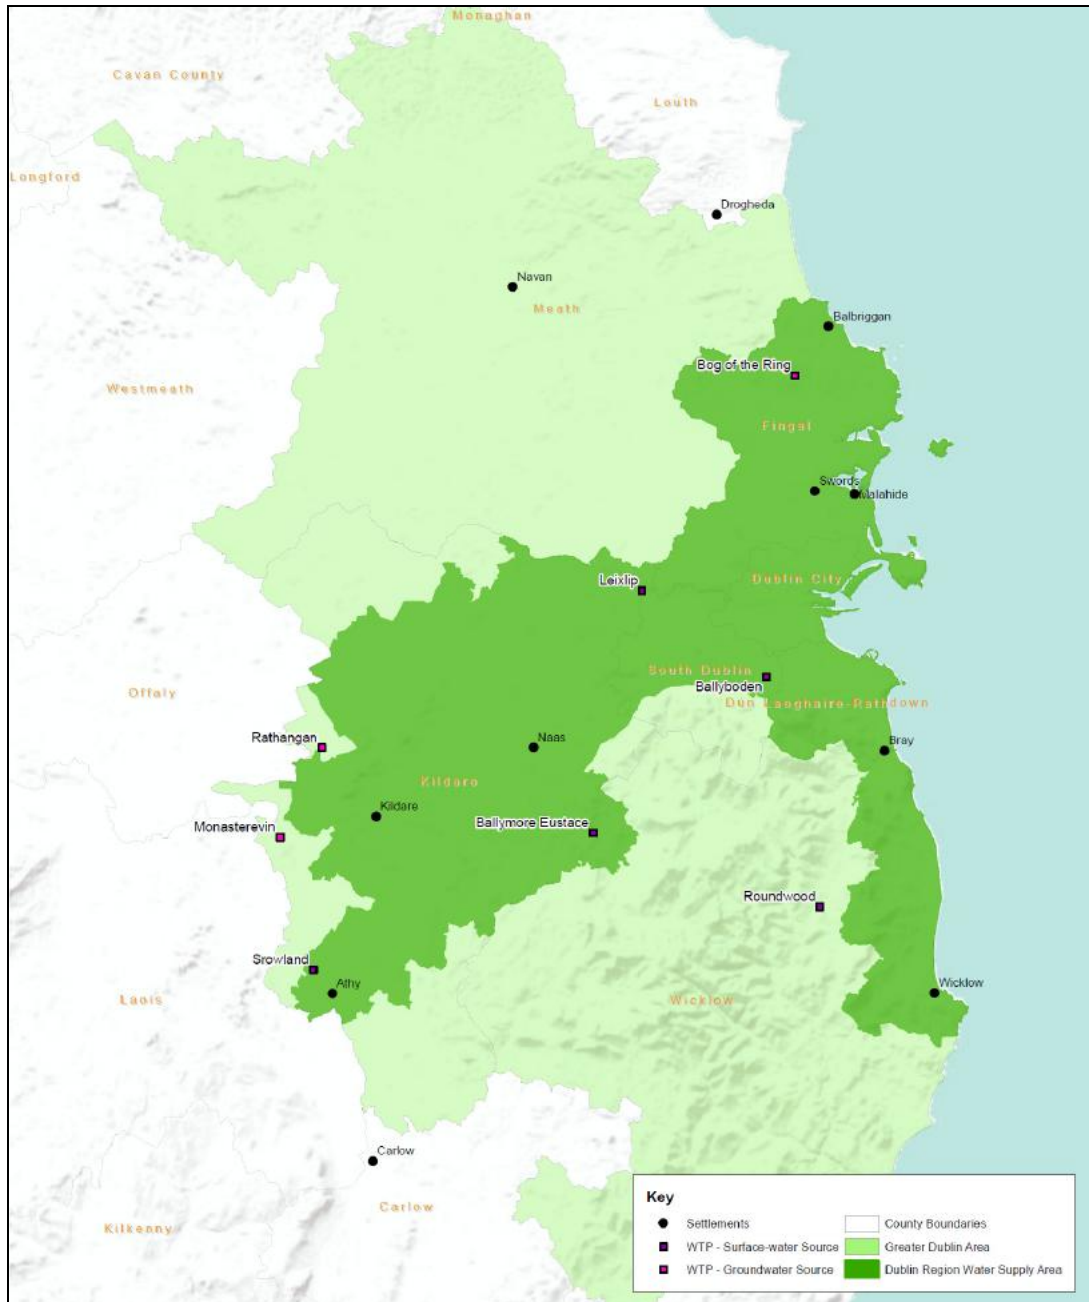 Monaghan
Cavan County
Louth
Longford
Drogheda
Navan
Meath
Balbriggan
Bog of the Ring
Westmeath
Fingal
Swords
Malahide
Leixlip
Dublin City
South Dublin
Offaly
Ballyboden
Dun Laoghaire-Rathdown
Rathangan
Naas
Bray
Kildare
Kildare
Monasterevin
Ballymore Eustace
Roundwood
Srowland
Athy
Laois
Wicklow
Wicklow
Carlow
Carlow
Kilkenny
Key
Settlements
WTP - Surface-water Source
WTP - Groundwater Source
County Boundaries
Greater Dublin Area
Dublin Region Water Supply Area